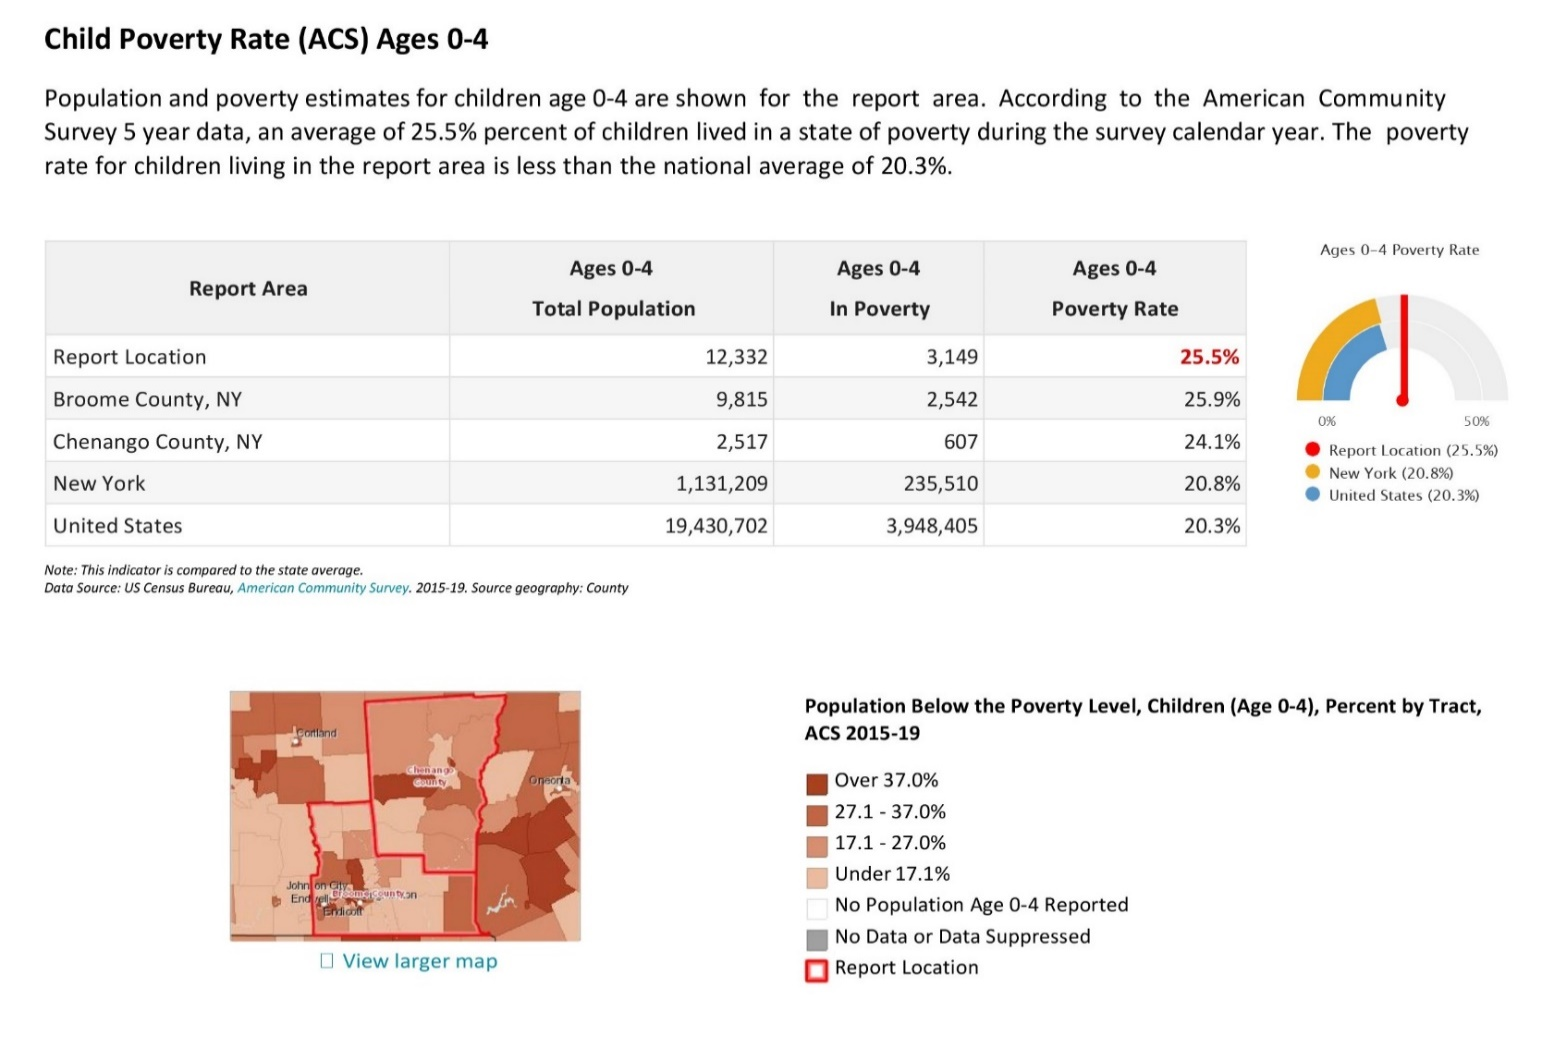 Child Poverty Rate (ACS) Ages 0-4
Population and poverty estimates for children age 0-4 are shown for the report area. According to the American Community
Survey 5 year data, an average of 25.5% percent of children lived in a state of poverty during the survey calendar year. The poverty
rate for children living in the report area is less than the national average of 20.3%.
Report Area
Ages 0-4
Total Population
Ages 0-4
In Poverty
Ages 0-4
Poverty Rate
Report Location 12,332 3,149 25.5%
Broome County, NY 9,815 2,542 25.9%
Chenango County, NY 2,517 607 24.1%
New York 1,131,209 235,510 20.8%
United States 19,430,702 3,948,405 20.3%
Ages 0-4 Poverty Rate
0% 50%
Report Location (25.5%)
New York (20.8%)
United States (20.3%)
Note: This indicator is compared to the state average.
Data Source: US Census Bureau, American Community Survey. 2015-19. Source geography: County
Cortland
Chenango
County
Oneonta
Broome County
Endicott
View larger map
Population Below the Poverty Level, Children (Age 0-4), Percent by Tract,
ACS 2015-19
Over 37.0%
27.1 - 37.0%
17.1 - 27.0%
Under 17.1%
No Population Age 0-4 Reported
No Data or Data Suppressed
Report Location